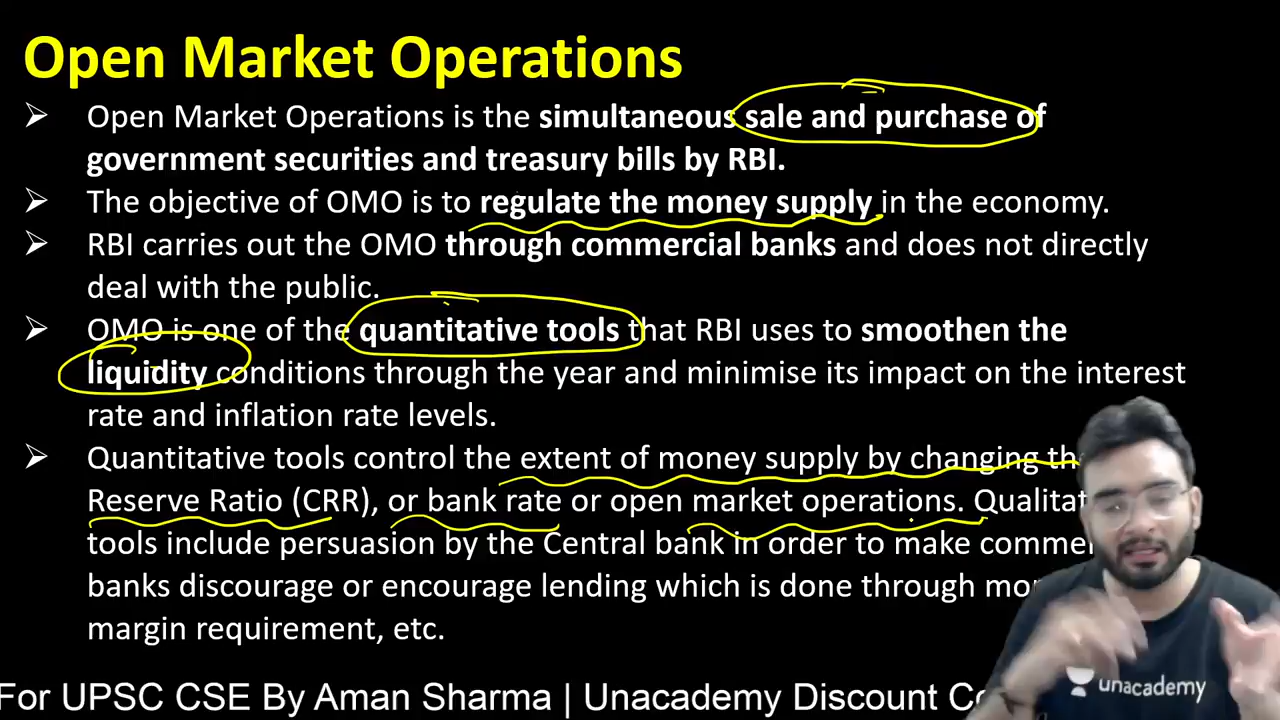 Open Market Operations
➢ Open Market Operations is the simultaneous sale and purchase of
government securities and treasury bills by RBI.
➢ The objective of OMO is to regulate the money supply in the economy.
➢ RBI carries out the OMO through commercial banks and does not directly
deal with the public.
➢ OMO is one of the quantitative tools that RBI uses to smoothen the
liquidity conditions through the year and minimise its impact on the interest
rate and inflation rate levels.
➢ Quantitative tools control the extent of money supply by changing the
Reserve Ratio (CRR), or bank rate or open market operations.
tools include persuasion by the Central bank in order to make
banks discourage or encourage lending which is done through
margin requirement, etc.
For UPSC CSE By Aman Sharma | Unacademy Discount
unacademy